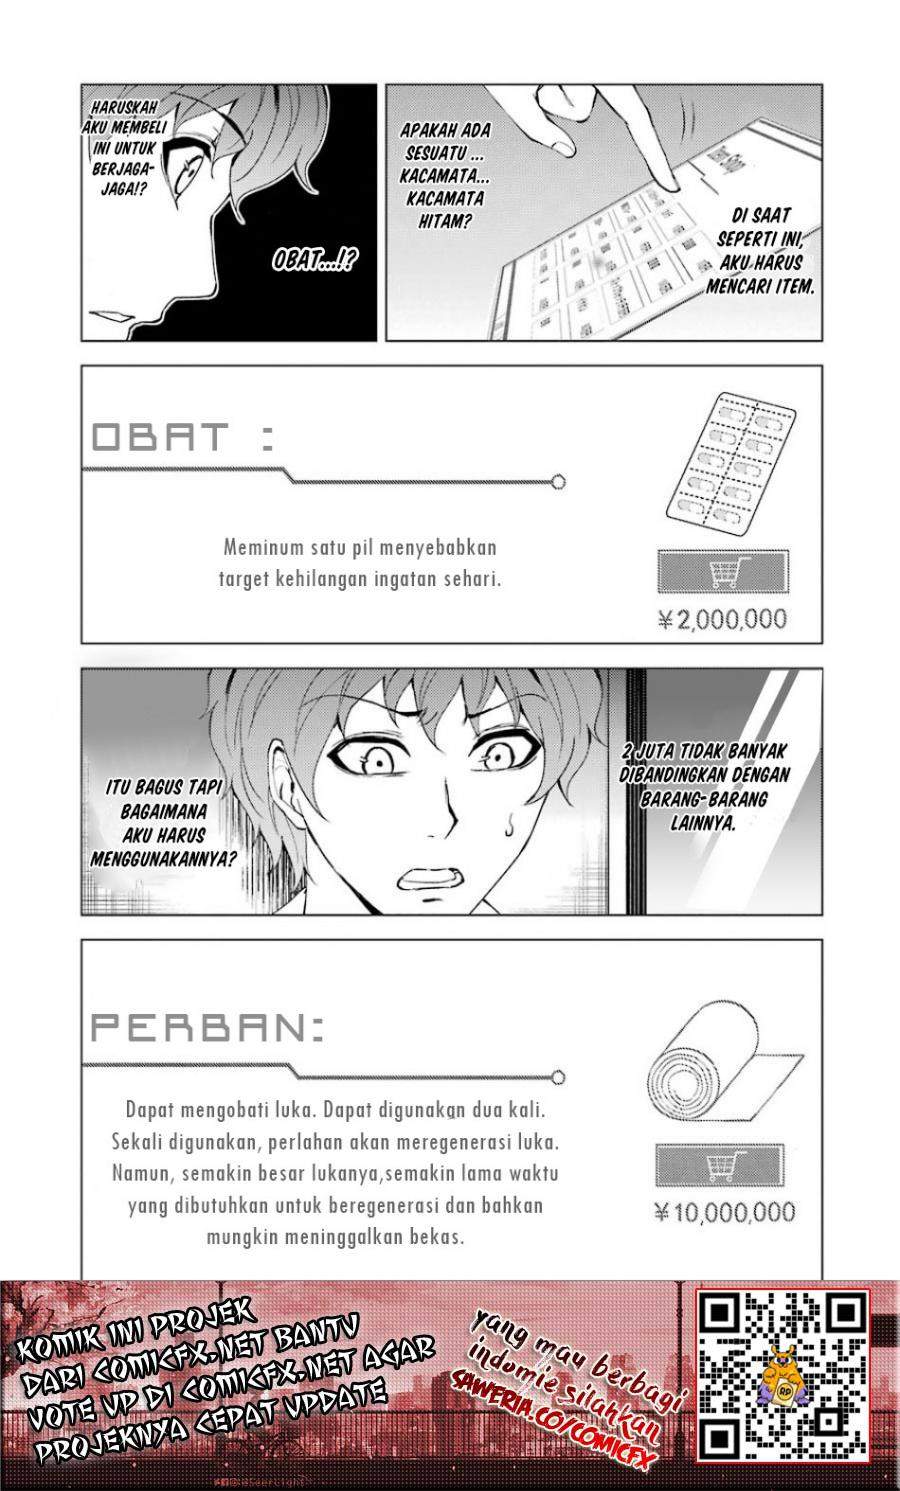 APAKAH ADA
SESUATU ...
KACAMATA...
KACAMATA
HITAM?
DI SAAT
SEPERTI INI,
AKU HARUS
MENCARI ITEM.
HARUSKAH
AKU MEMBELI
INI UNTUK
BERJAGA-
JAGA!?
OBAT...!?
OBAT :
Meminum satu pil menyebabkan
target kehilangan ingatan sehari.
¥2,000,000
2 JUTA TIDAK BANYAK
DIBANDINGKAN DENGAN
BARANG-BARANG
LAINNYA.
ITU BAGUS TAPI
BAGAIMANA
AKU HARUS
MENGGUNAKANNYA?
PERBAN:
Dapat mengobati luka. Dapat digunakan dua kali.
Sekali digunakan, perlahan akan meregenerasi luka.
Namun, semakin besar lukanya,semakin lama waktu
yang dibutuhkan untuk beregenerasi dan bahkan
mungkin meninggalkan bekas.
¥10,000,000
KOMIK INI PROJEK
DARI COMICFX.NET BANTU
VOTE UP DI COMICFX.NET AGAR
PROJEKNYA CEPAT UPDATE
yang mau berbagi
indomie silahkan
SAWERIA.CO/COMICFX
RP
@Seerlight